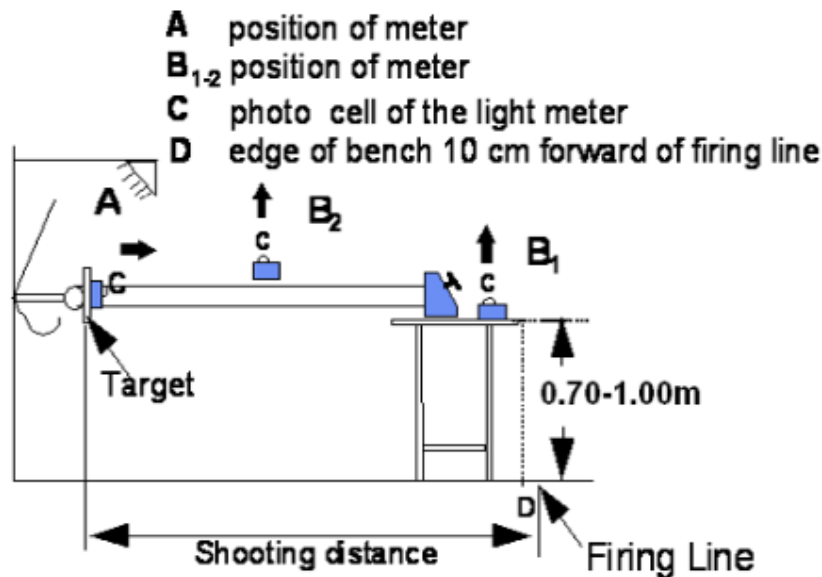 A position of meter
B1-2 position of meter
C photo cell of the light meter
D edge of bench 10 cm forward of firing line
A
B2
C
C
C
B1
Target
0.70-1.00m
D
Shooting distance
Firing Line